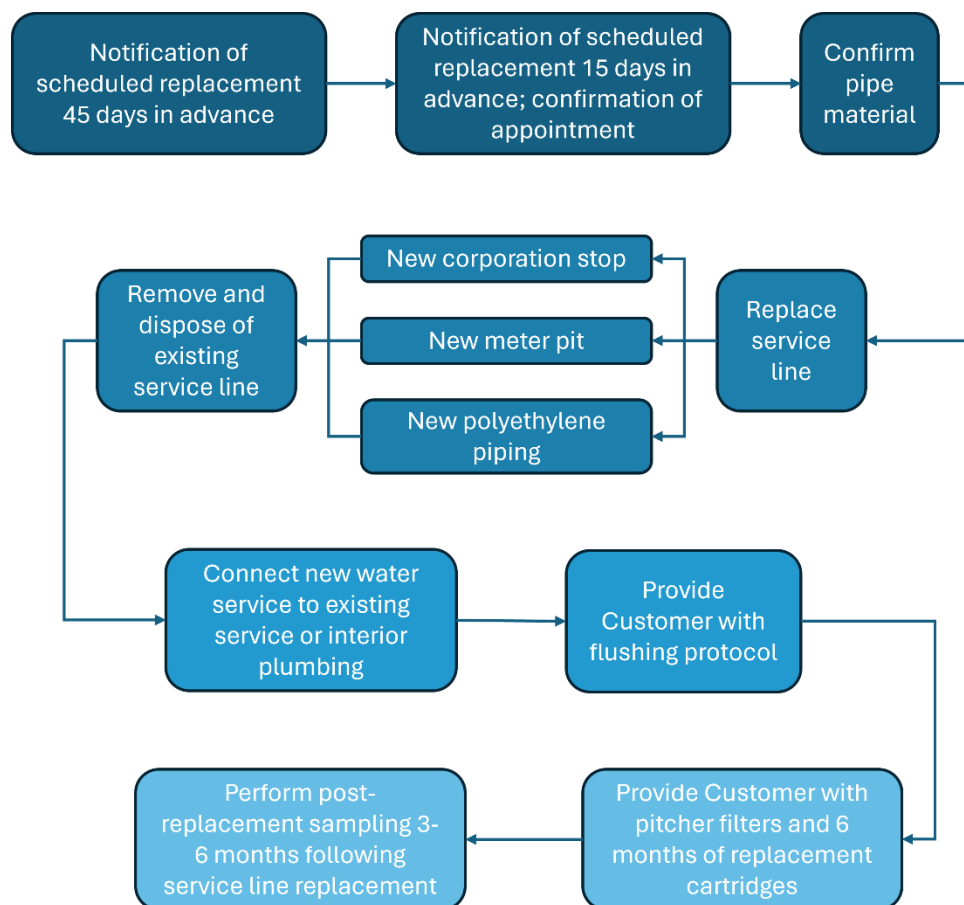 Notification of
scheduled replacement
45 days in advance
Notification of scheduled
replacement 15 days in
advance; confirmation of
appointment
Confirm
pipe
material
Replace
service
line
New corporation stop
New meter pit
New polyethylene
piping
Remove and
dispose of
existing
service line
Connect new water
service to existing
service or interior
plumbing
Provide
Customer with
flushing protocol
Provide Customer with
pitcher filters and 6
months of replacement
cartridges
Perform post-
replacement sampling 3-
6 months following
service line replacement